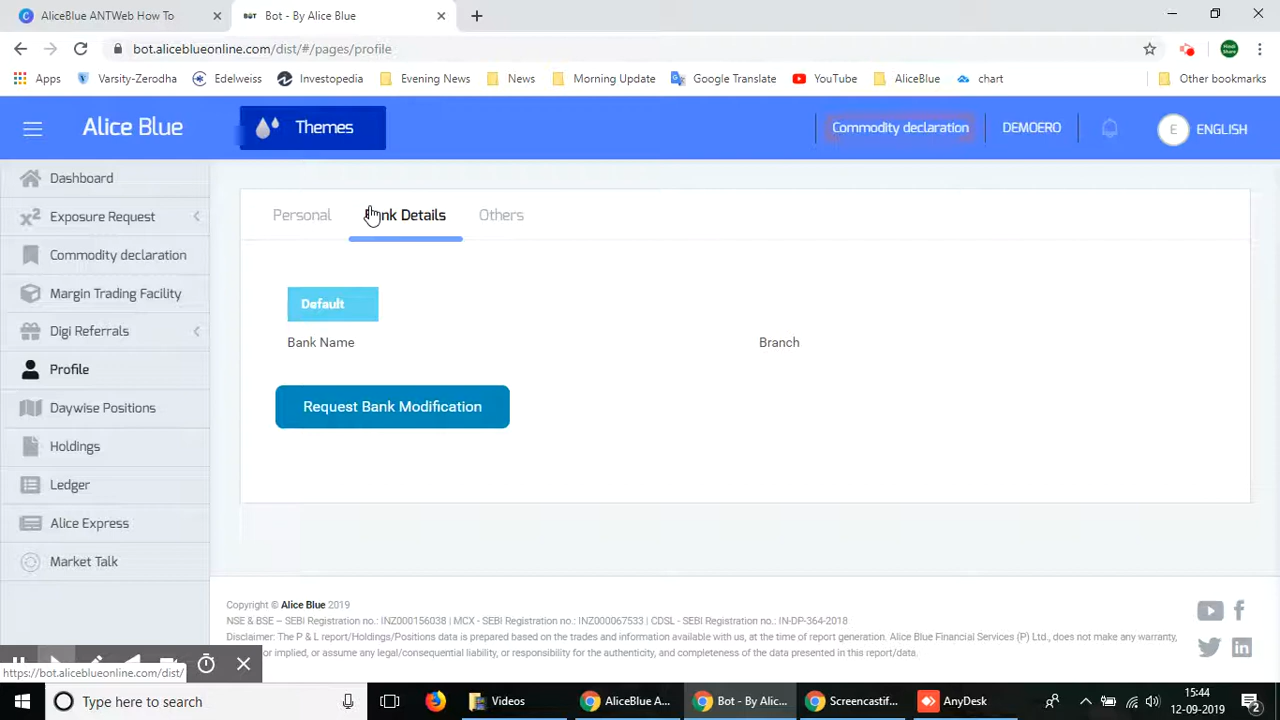 AliceBlue ANTWeb How To
BOT Bot - By Alice Blue
bot.aliceblueonline.com/dist/#/pages/profile
Apps Varsity-Zerodha Edelweiss Investopedia Evening News News Morning Update Google Translate YouTube AliceBlue chart Other bookmarks
Alice Blue Themes Commodity declaration DEMOERO E ENGLISH
Dashboard
Exposure Request
Commodity declaration
Margin Trading Facility
Digi Referrals
Profile
Daywise Positions
Holdings
Ledger
Alice Express
Market Talk
Personal Bank Details Others
Default
Bank Name Branch
Request Bank Modification
Copyright © Alice Blue 2019
NSE & BSE – SEBI Registration no.: INZ000156038 | MCX - SEBI Registration no.: INZ000067533 | CDSL - SEBI Registration no.: IN-DP-364-2018
Disclaimer: The P & L report/Holdings/Positions data is prepared based on the trades and information available with us, at the time of report generation. Alice Blue Financial Services (P) Ltd., does not make any warranty,
or implied, or assume any legal/consequential liability, or responsibility for the authenticity, and completeness of the data presented in this report/data.
https://bot.aliceblueonline.com/dist/
Type here to search Videos AliceBlue A... Bot - By Alic... Screencastif... AnyDesk
15:44
12-09-2019
2